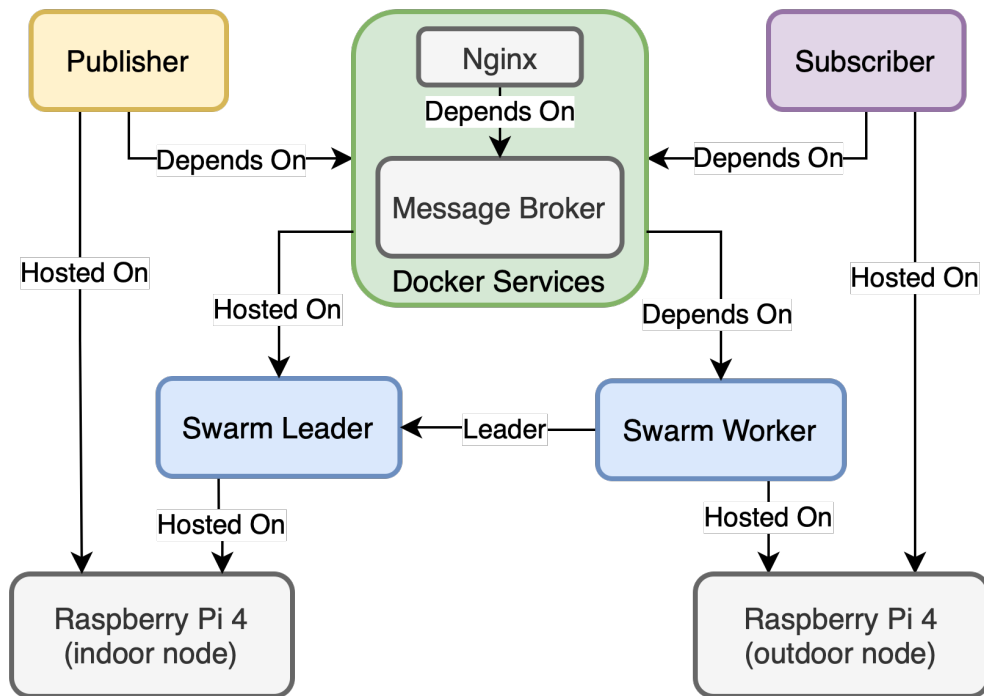 Publisher
Nginx
Subscriber
Depends On
Depends On
Depends On
Message Broker
Hosted On
Docker Services
Hosted On
Hosted On
Depends On
Swarm Leader
Leader
Swarm Worker
Hosted On
Hosted On
Raspberry Pi 4
(indoor node)
Raspberry Pi 4
(outdoor node)